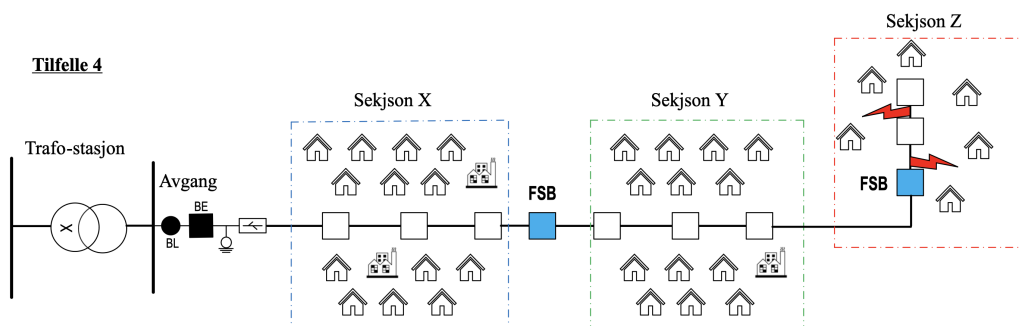 Sekjson Z
Tilfelle 4
Sekjson X
Sekjson Y
Trafo-stasjon
Avgang
BE
BL
FSB
FSB
X